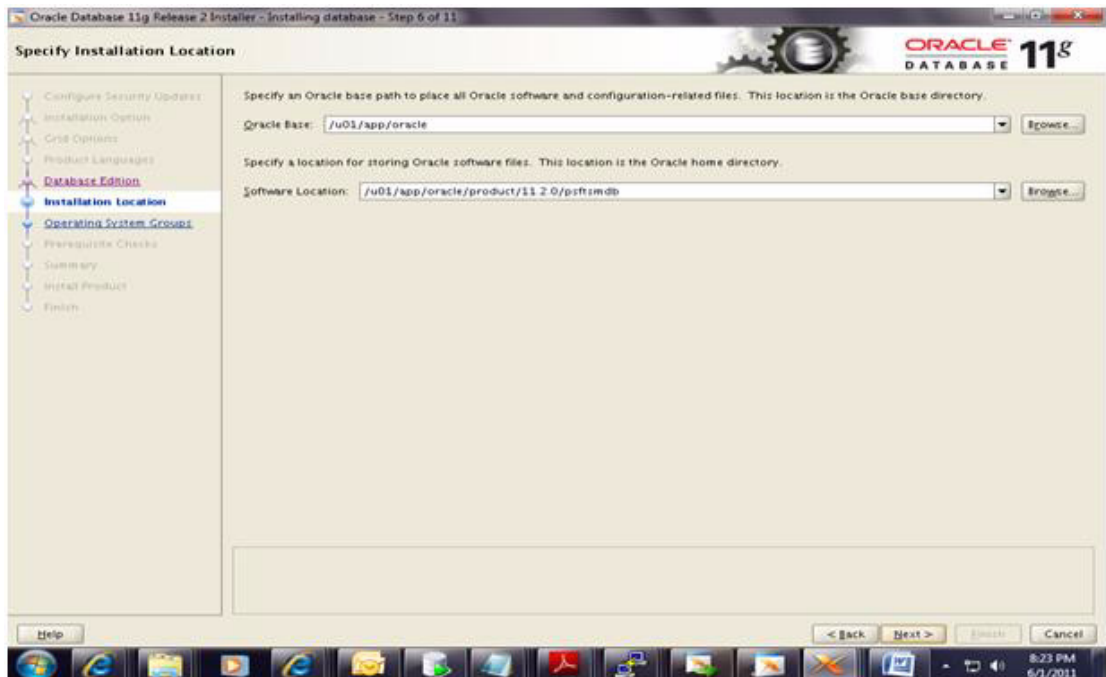 Oracle Database 11g Release 2 Installer - Installing database - Step 6 of 11
Specify Installation Location
ORACLE
DATABASE
11g
Configure Security Updates
Installation Option
Grid Options
Product Languages
Database Edition
Installation Location
Operating System Groups
Prerequisite Checks
Summary
Install Product
Finish
Specify an Oracle base path to place all Oracle software and configuration-related files. This location is the Oracle base directory.
Oracle Base: /u01/app/oracle Browse...
Specify a location for storing Oracle software files. This location is the Oracle home directory.
Software Location: /u01/app/oracle/product/11.2.0/psftsmdb Browse...
Help < Back Next > Finish Cancel
8:23 PM
6/1/2011